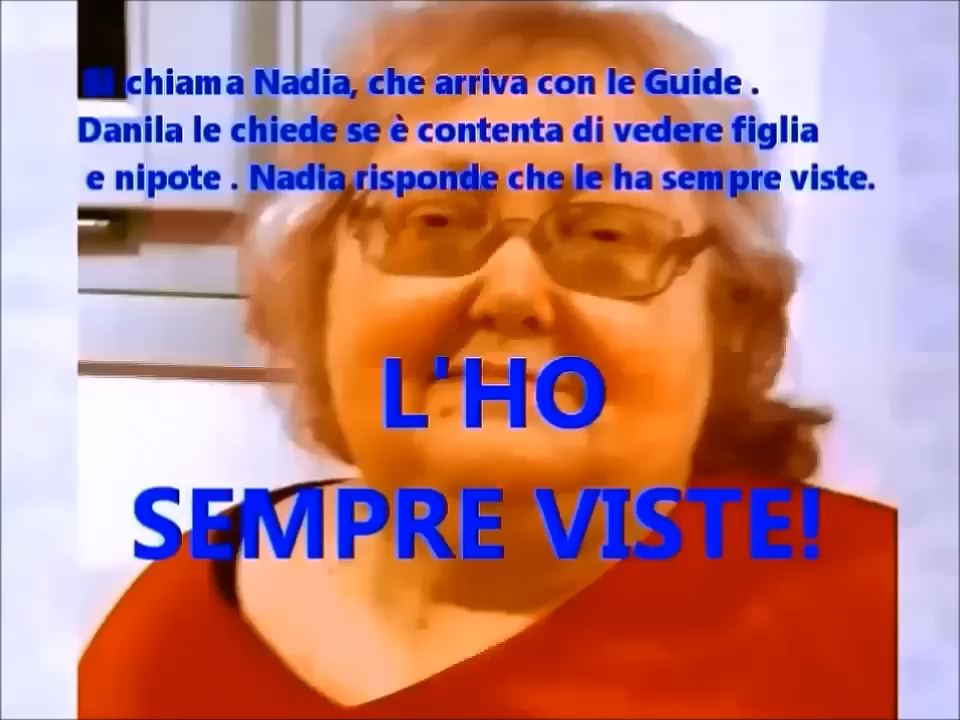 Si chiama Nadia, che arriva con le Guide .
Danila le chiede se è contenta di vedere figlia
e nipote . Nadia risponde che le ha sempre viste.
L'HO
SEMPRE VISTE!